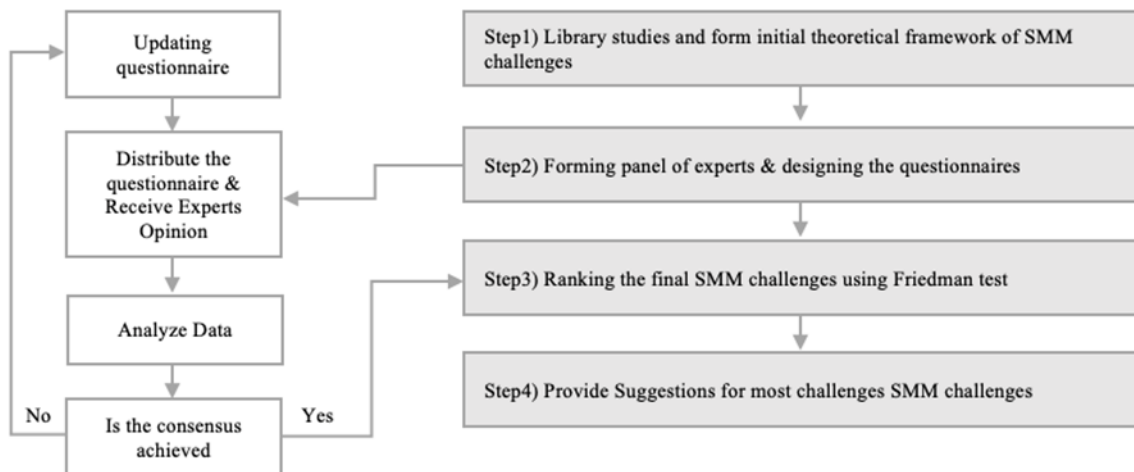 Updating
questionnaire
Distribute the
questionnaire &
Receive Experts
Opinion
Analyze Data
Is the consensus
achieved
No
Yes
Step1) Library studies and form initial theoretical framework of SMM
challenges
Step2) Forming panel of experts & designing the questionnaires
Step3) Ranking the final SMM challenges using Friedman test
Step4) Provide Suggestions for most challenges SMM challenges